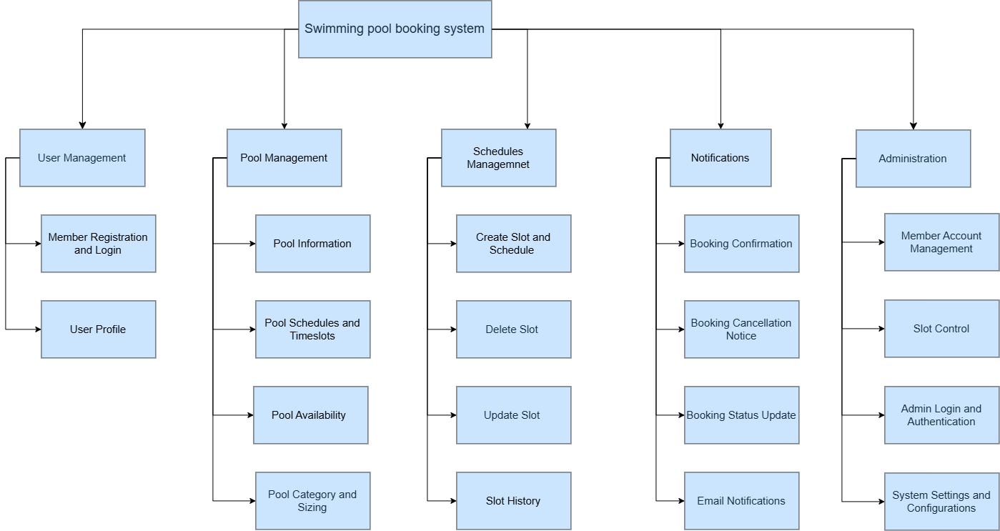 Swimming pool booking system
User Management
Pool Management
Schedules
Managemnet
Notifications
Administration
Member Registration
and Login
User Profile
Pool Information
Pool Schedules and
Timeslots
Pool Availability
Pool Category and
Sizing
Create Slot and
Schedule
Delete Slot
Update Slot
Slot History
Booking Confirmation
Booking Cancellation
Notice
Booking Status Update
Email Notifications
Member Account
Management
Slot Control
Admin Login and
Authentication
System Settings and
Configurations